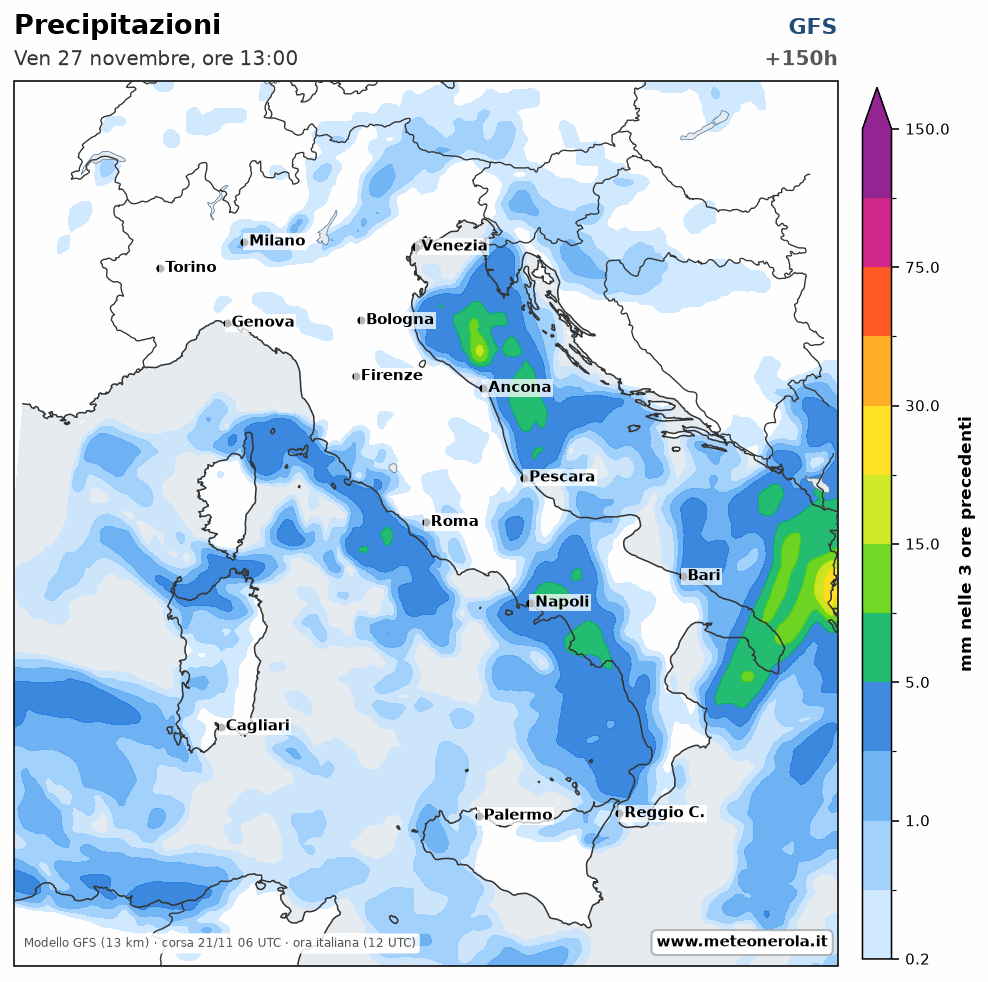 Precipitazioni
GFS
Ven 27 novembre, ore 13:00
+150h
150.0
75.0
30.0
15.0
5.0
1.0
0.2
mm nelle 3 ore precedenti
Milano
Venezia
Torino
Genova
Bologna
Firenze
Ancona
Pescara
Roma
Bari
Napoli
Cagliari
Palermo
Reggio C.
Modello GFS (13 km) · corsa 21/11 06 UTC · ora italiana (12 UTC)
www.meteonerola.it